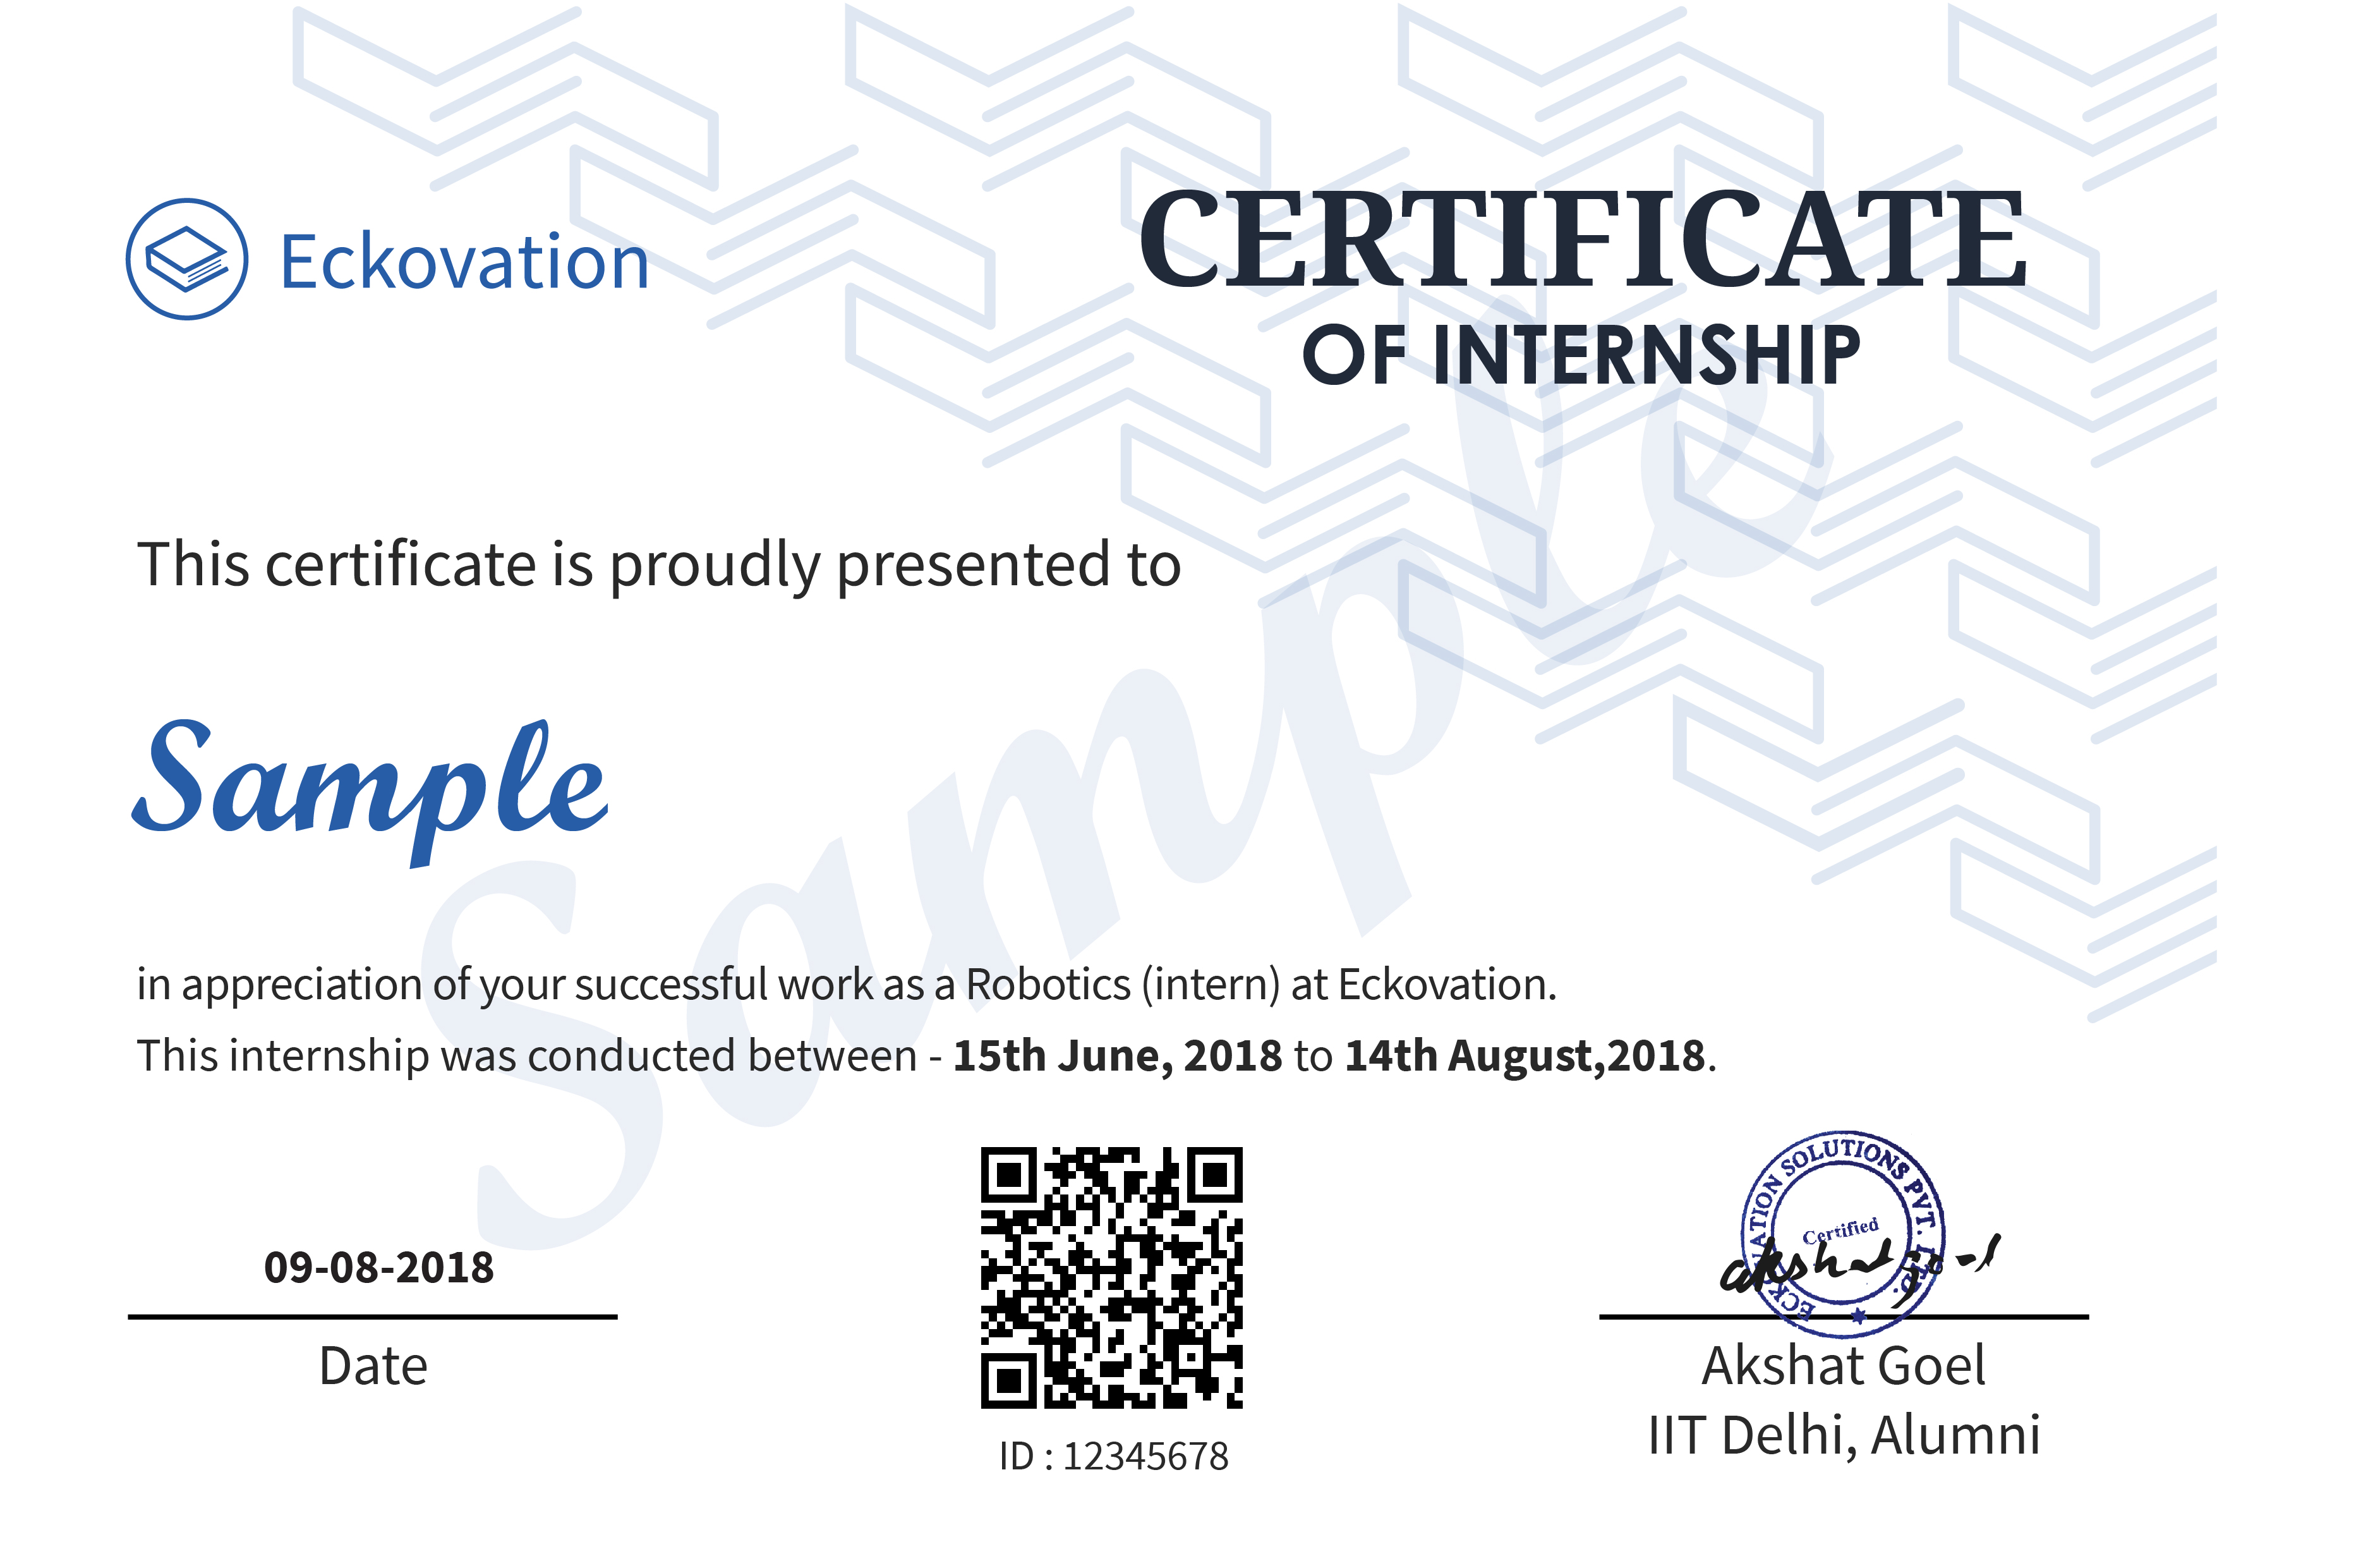 Eckovation
CERTIFICATE
OF INTERNSHIP
This certificate is proudly presented to
Sample
Sample
in appreciation of your successful work as a Robotics (intern) at Eckovation.
This internship was conducted between - 15th June, 2018 to 14th August,2018.
09-08-2018
Date
ID : 12345678
ECKOVATION SOLUTIONS PVT. LTD.
Certified
akshat goel
Akshat Goel
IIT Delhi, Alumni